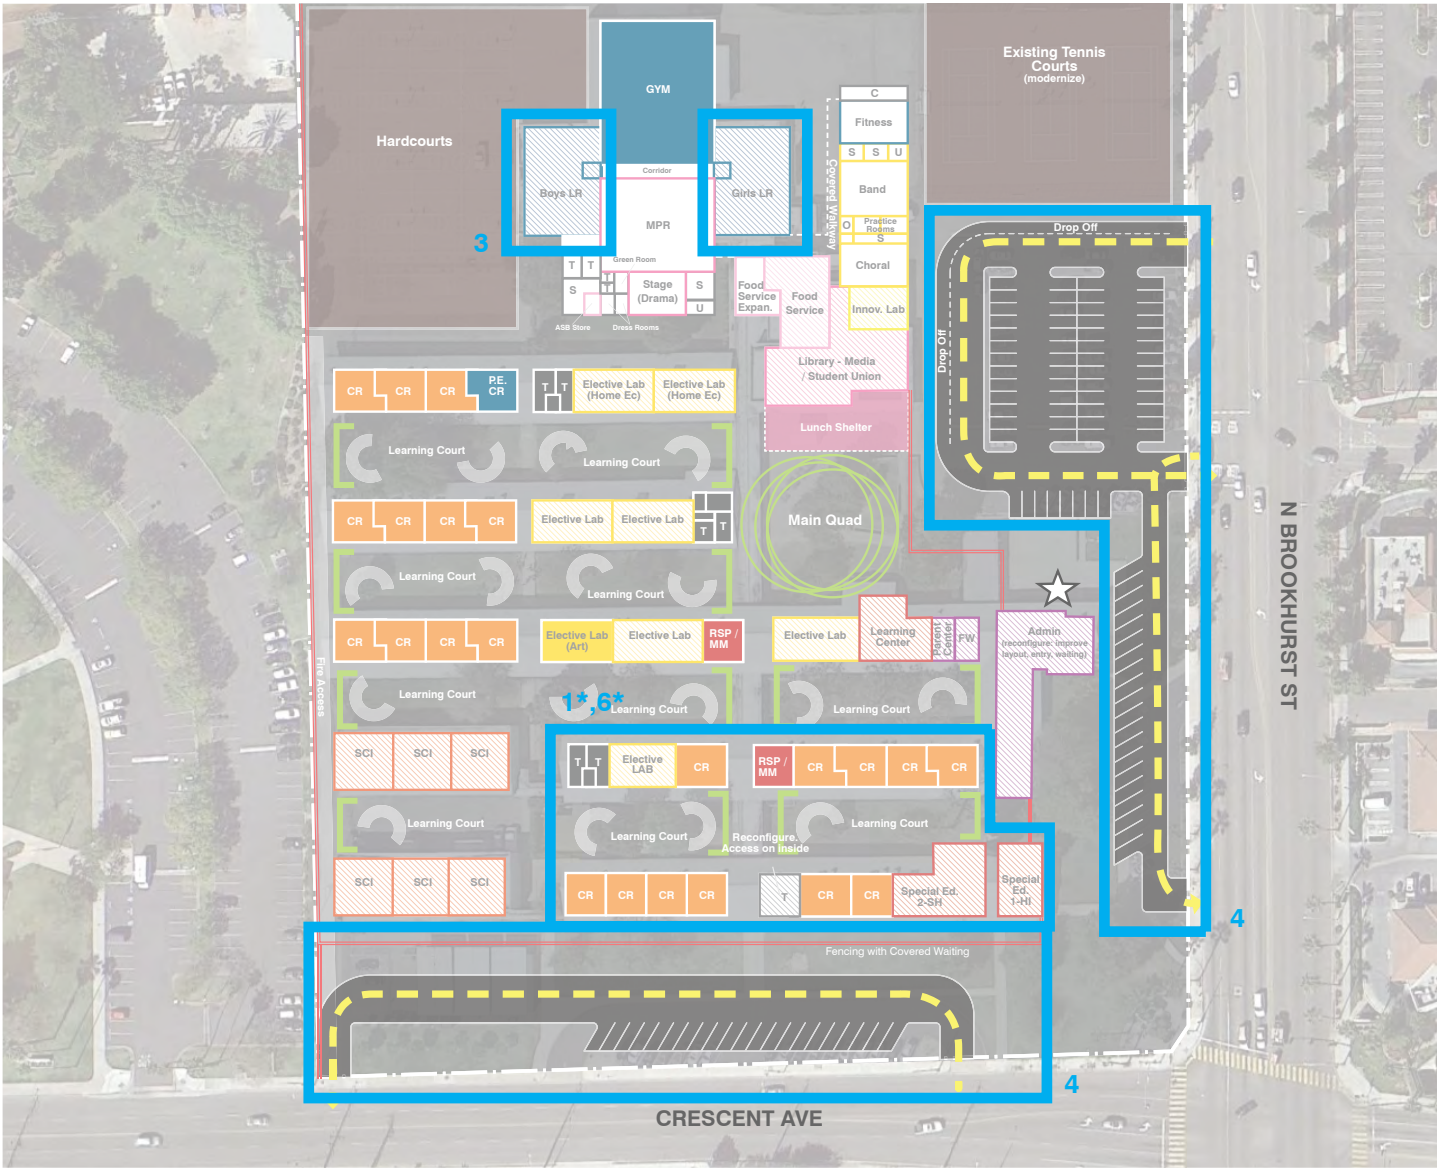 Existing Tennis
Courts
(modernize)
GYM
C
Fitness
Hardcourts
S S U
Corridor
Boys LR
Girls LR
Covered Walkway
Band
MPR
O
Practice
Rooms
S
Drop Off
3
Green Room
T T
T
Choral
S
T
Stage
(Drama)
S
U
Food
Service
Expan.
Food
Service
Innov. Lab
ASB Store
Dress Rooms
Drop Off
Library - Media
/ Student Union
CR CR CR
P.E.
CR
T T
Elective Lab
(Home Ec)
Elective Lab
(Home Ec)
Lunch Shelter
Learning Court
Learning Court
CR CR CR CR
Elective Lab
Elective Lab
T T
Main Quad
N BROOKHURST ST
Learning Court
Learning Court
CR CR CR CR
Elective Lab
(Art)
Elective Lab
RSP /
MM
Elective Lab
Learning
Center
Parent
Center
FW
Admin
(reconfigure: improve
layout, entry, waiting)
Fire Access
Learning Court
1*,6*
Learning Court
Learning Court
SCI SCI SCI
T T
Elective
LAB
CR
RSP /
MM
CR CR CR CR
Learning Court
Learning Court
Reconfigure.
Access on inside
Learning Court
SCI SCI SCI
CR CR CR CR
T
CR CR
Special Ed.
2-SH
Special
Ed.
1-HI
4
Fencing with Covered Waiting
4
CRESCENT AVE